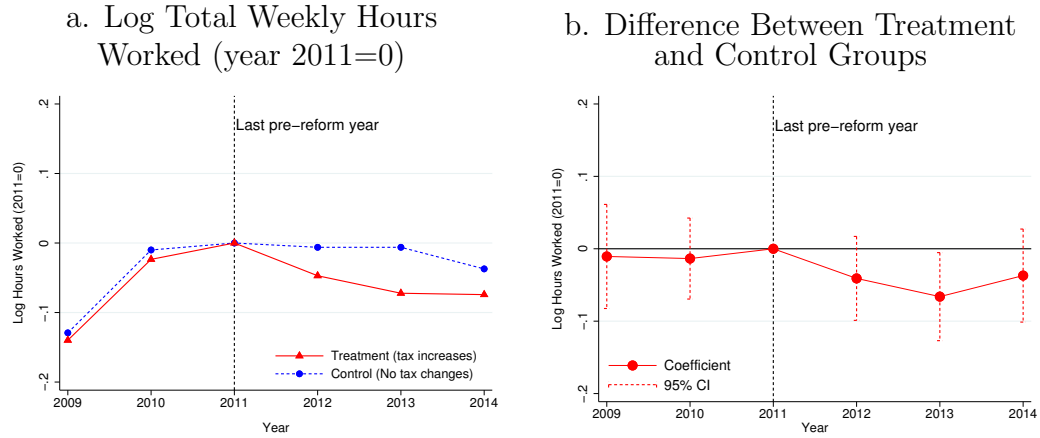 a. Log Total Weekly Hours
Worked (year 2011=0)
Log Hours Worked (2011=0)
.2
.1
0
-.1
-.2
Last pre-reform year
Treatment (tax increases)
Control (No tax changes)
2009 2010 2011 2012 2013 2014
Year
b. Difference Between Treatment
and Control Groups
Log Hours Worked (2011=0)
.2
.1
0
-.1
-.2
Last pre-reform year
Coefficient
95% CI
2009 2010 2011 2012 2013 2014
Year